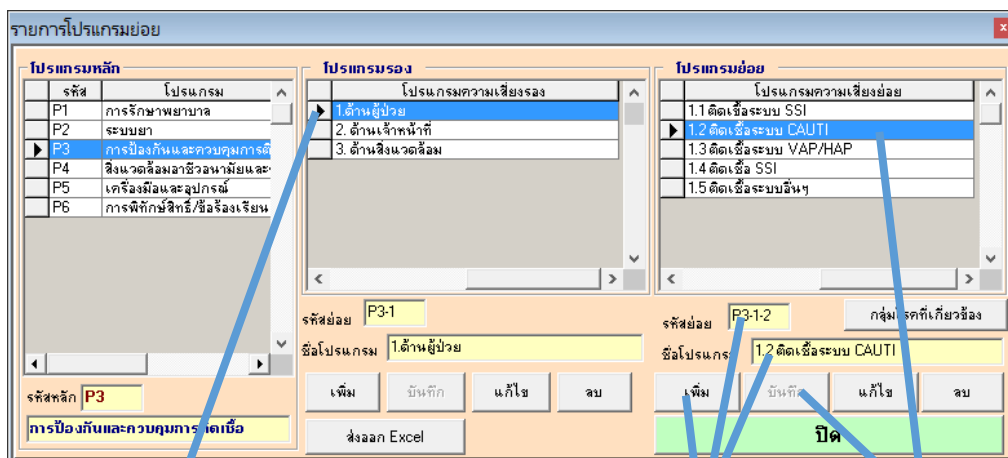 รายการโปรแกรมย่อย
โปรแกรมหลัก
รหัส โปรแกรม
P1 การรักษาพยาบาล
P2 ระบบยา
P3 การป้องกันและควบคุมการติ
P4 สิ่งแวดล้อมอาชีวอนามัยและ
P5 เครื่องมือและอุปกรณ์
P6 การพิทักษ์สิทธิ์/ข้อร้องเรียน
รหัสหลัก P3
การป้องกันและควบคุมการติดเชื้อ
โปรแกรมรอง
โปรแกรมความเสี่ยงรอง
1.ด้านผู้ป่วย
2. ด้านเจ้าหน้าที่
3. ด้านสิ่งแวดล้อม
รหัสย่อย P3-1
ชื่อโปรแกรม 1.ด้านผู้ป่วย
เพิ่ม บันทึก แก้ไข ลบ
ส่งออก Excel
โปรแกรมย่อย
โปรแกรมความเสี่ยงย่อย
1.1 ติดเชื้อระบบ SSI
1.2 ติดเชื้อระบบ CAUTI
1.3 ติดเชื้อระบบ VAP/HAP
1.4 ติดเชื้อ SSI
1.5 ติดเชื้อระบบอื่นๆ
รหัสย่อย P3-1-2 กลุ่มโรคที่เกี่ยวข้อง
ชื่อโปรแกรม 1.2 ติดเชื้อระบบ CAUTI
เพิ่ม บันทึก แก้ไข ลบ
ปิด